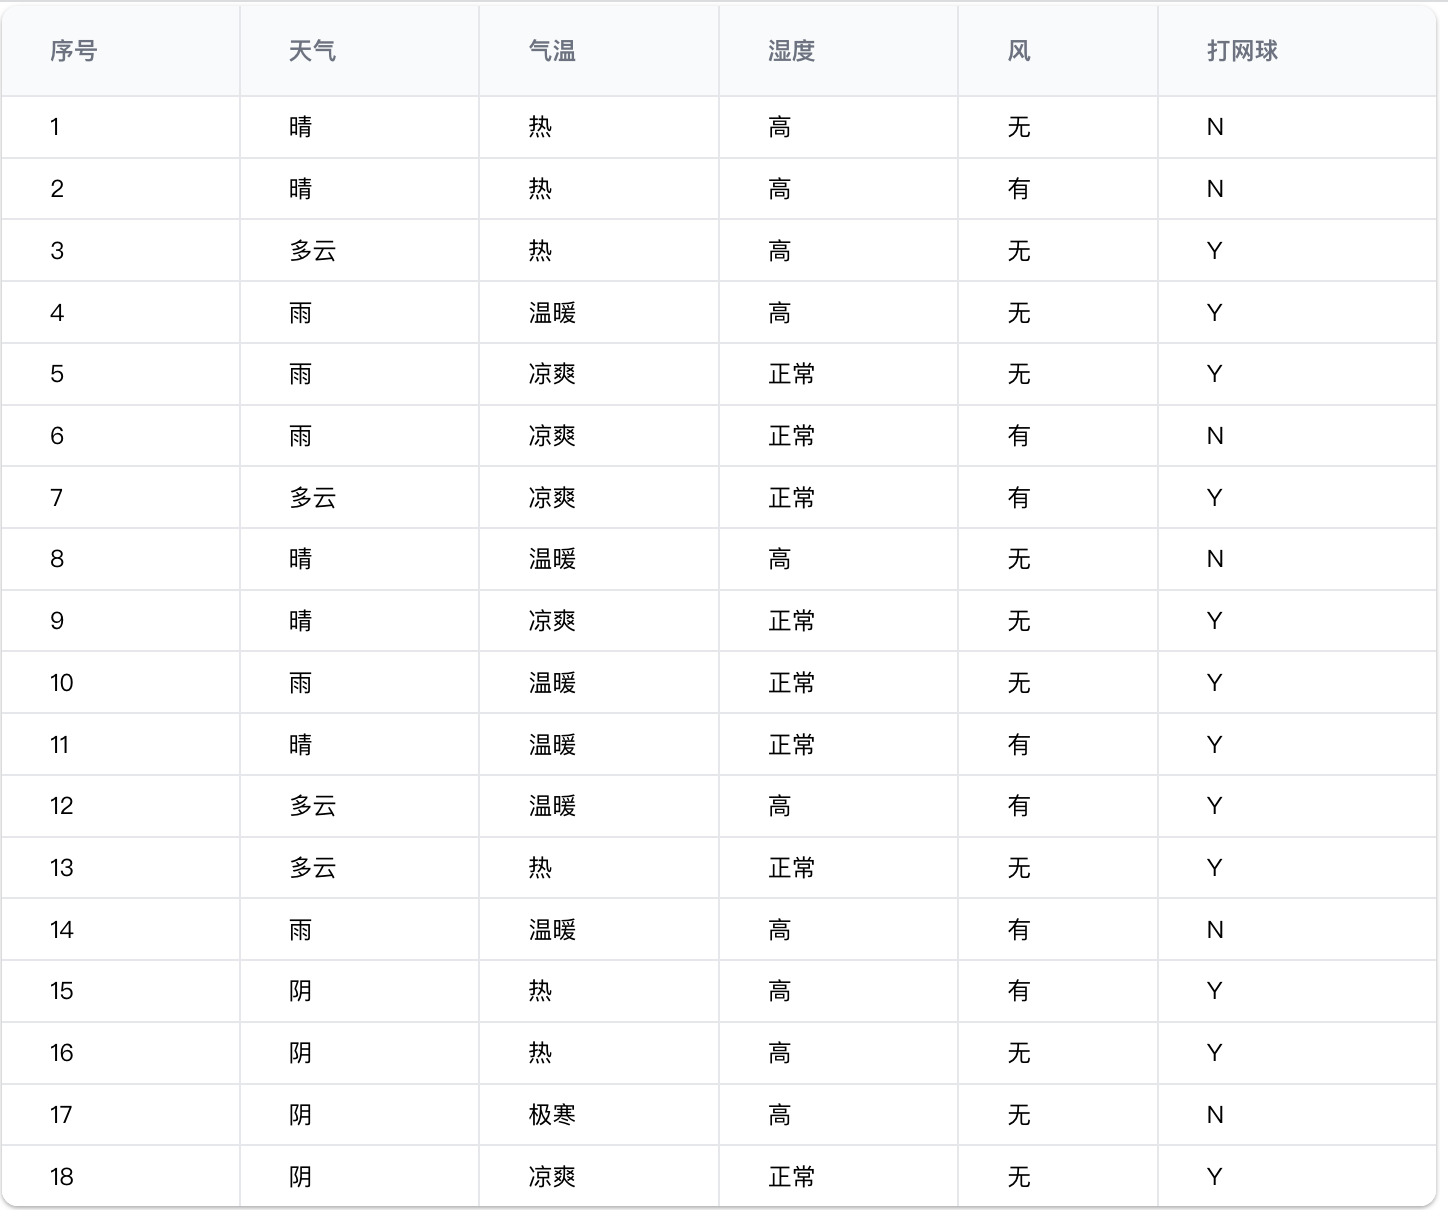 序号 天气 气温 湿度 风 打网球
1 晴 热 高 无 N
2 晴 热 高 有 N
3 多云 热 高 无 Y
4 雨 温暖 高 无 Y
5 雨 凉爽 正常 无 Y
6 雨 凉爽 正常 有 N
7 多云 凉爽 正常 有 Y
8 晴 温暖 高 无 N
9 晴 凉爽 正常 无 Y
10 雨 温暖 正常 无 Y
11 晴 温暖 正常 有 Y
12 多云 温暖 高 有 Y
13 多云 热 正常 无 Y
14 雨 温暖 高 有 N
15 阴 热 高 有 Y
16 阴 热 高 无 Y
17 阴 极寒 高 无 N
18 阴 凉爽 正常 无 Y